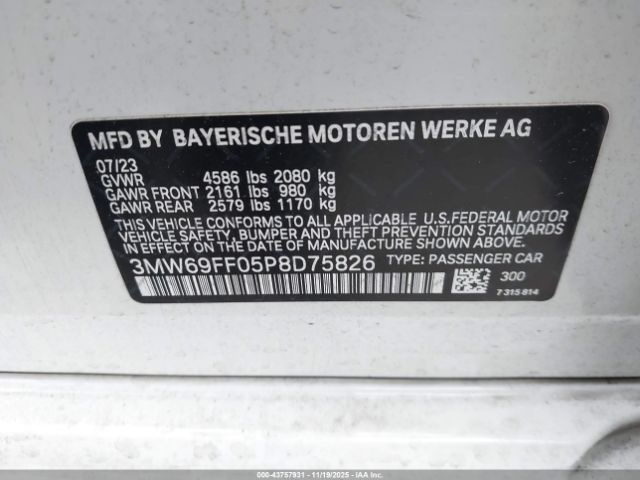 MFD BY BAYERISCHE MOTOREN WERKE AG
07/23
GVWR 4586 lbs 2080 kg
GAWR FRONT 2161 lbs 980 kg
GAWR REAR 2579 lbs 1170 kg
THIS VEHICLE CONFORMS TO ALL APPLICABLE U.S.FEDERAL MOTOR
VEHICLE SAFETY, BUMPER AND THEFT PREVENTION STANDARDS
IN EFFECT ON THE DATE OF MANUFACTURE SHOWN ABOVE.
3MW69FF05P8D75826 TYPE: PASSENGER CAR
300
7 315 814
000-43757931 - 11/19/2025 - IAAI.COM